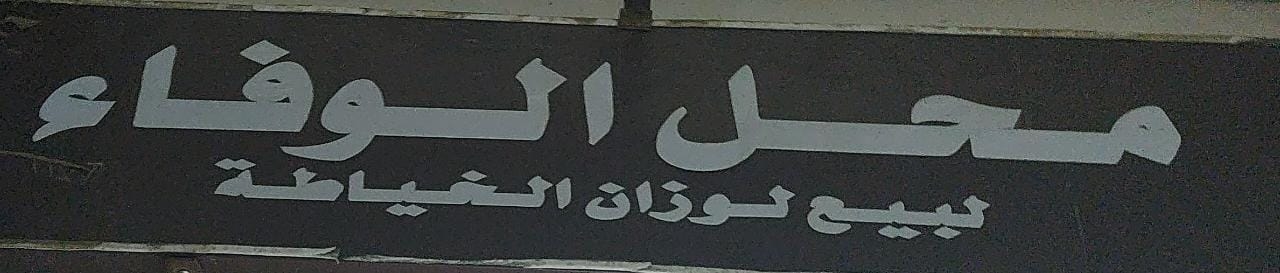 محل الوفاء
لبيع لوزان الخياطة